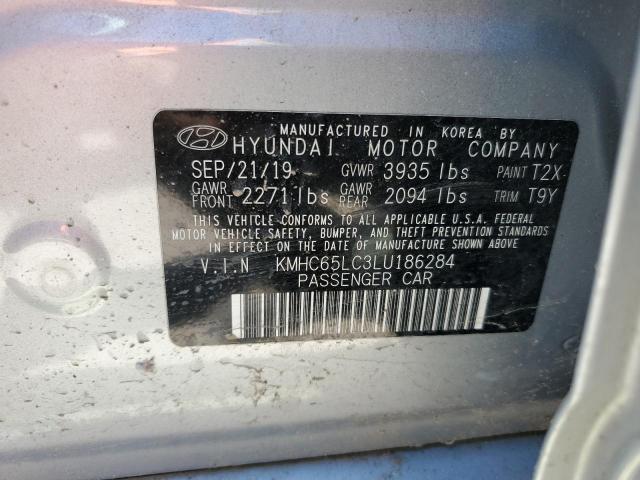 MANUFACTURED IN KOREA BY
HYUNDAI MOTOR COMPANY
SEP/21/19 GVWR 3935 lbs PAINT T2X
GAWR FRONT 2271 lbs GAWR REAR 2094 lbs TRIM T9Y
THIS VEHICLE CONFORMS TO ALL APPLICABLE U.S.A. FEDERAL
MOTOR VEHICLE SAFETY, BUMPER, AND THEFT PREVENTION STANDARDS
IN EFFECT ON THE DATE OF MANUFACTURE SHOWN ABOVE.
V.I.N KMHC65LC3LU186284
PASSENGER CAR